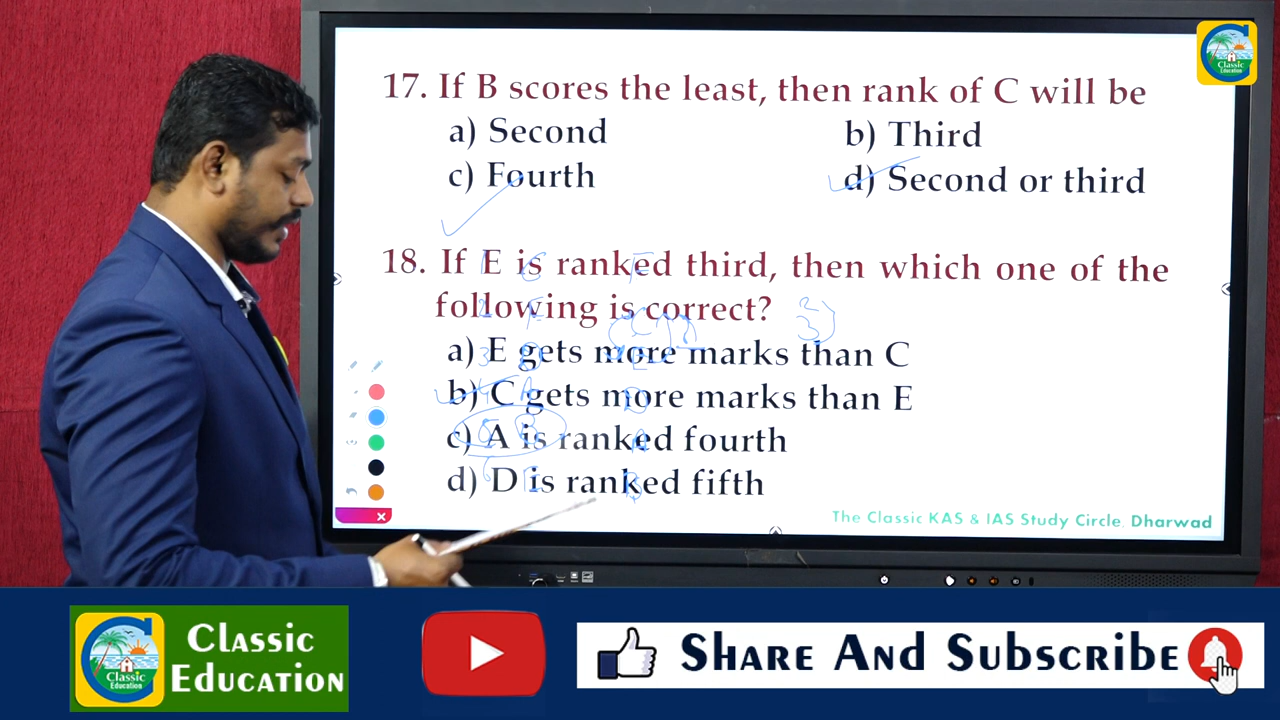 Classic
Education
17. If B scores the least, then rank of C will be
a) Second
b) Third
c) Fourth
d) Second or third
18. If E is ranked third, then which one of the
following is correct?
a) E gets more marks than C
b) C gets more marks than E
c) A is ranked fourth
d) D is ranked fifth
The Classic KAS & IAS Study Circle, Dharwad
Classic
Education
Classic
Education
Share And Subscribe